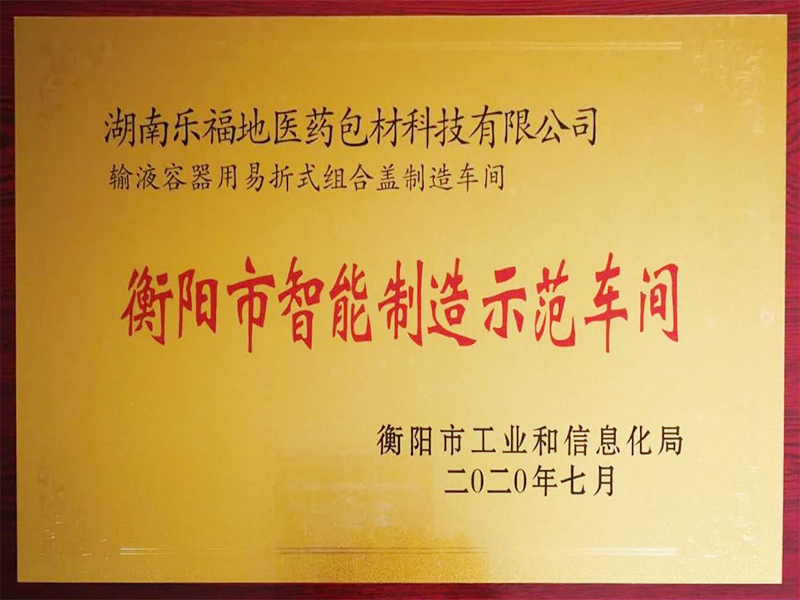 湖南乐福地医药包材科技有限公司
输液容器用易折式组合盖制造车间
衡阳市智能制造示范车间
衡阳市工业和信息化局
二〇二〇年七月